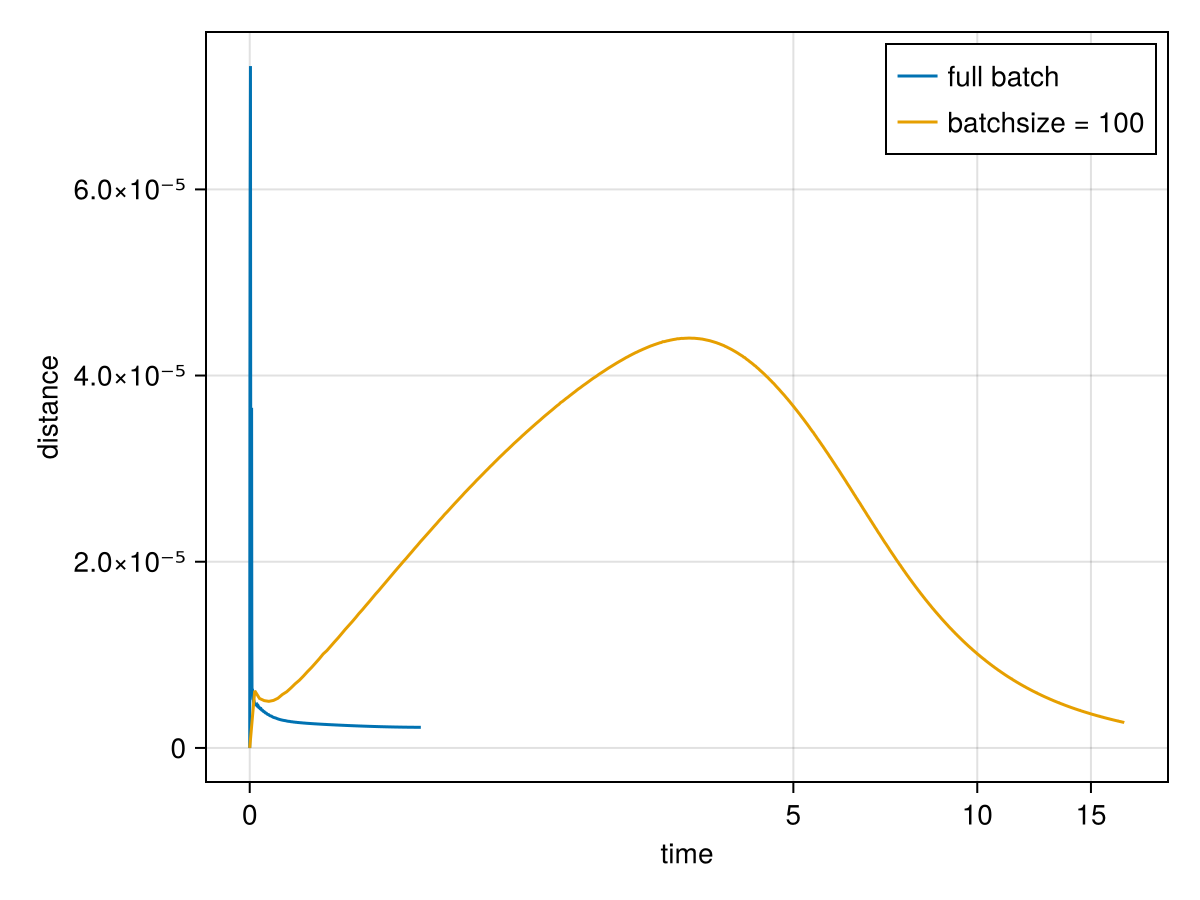 full batch
batchsize = 100
6.0×10⁻⁵
4.0×10⁻⁵
2.0×10⁻⁵
0
distance
0 5 10 15
time